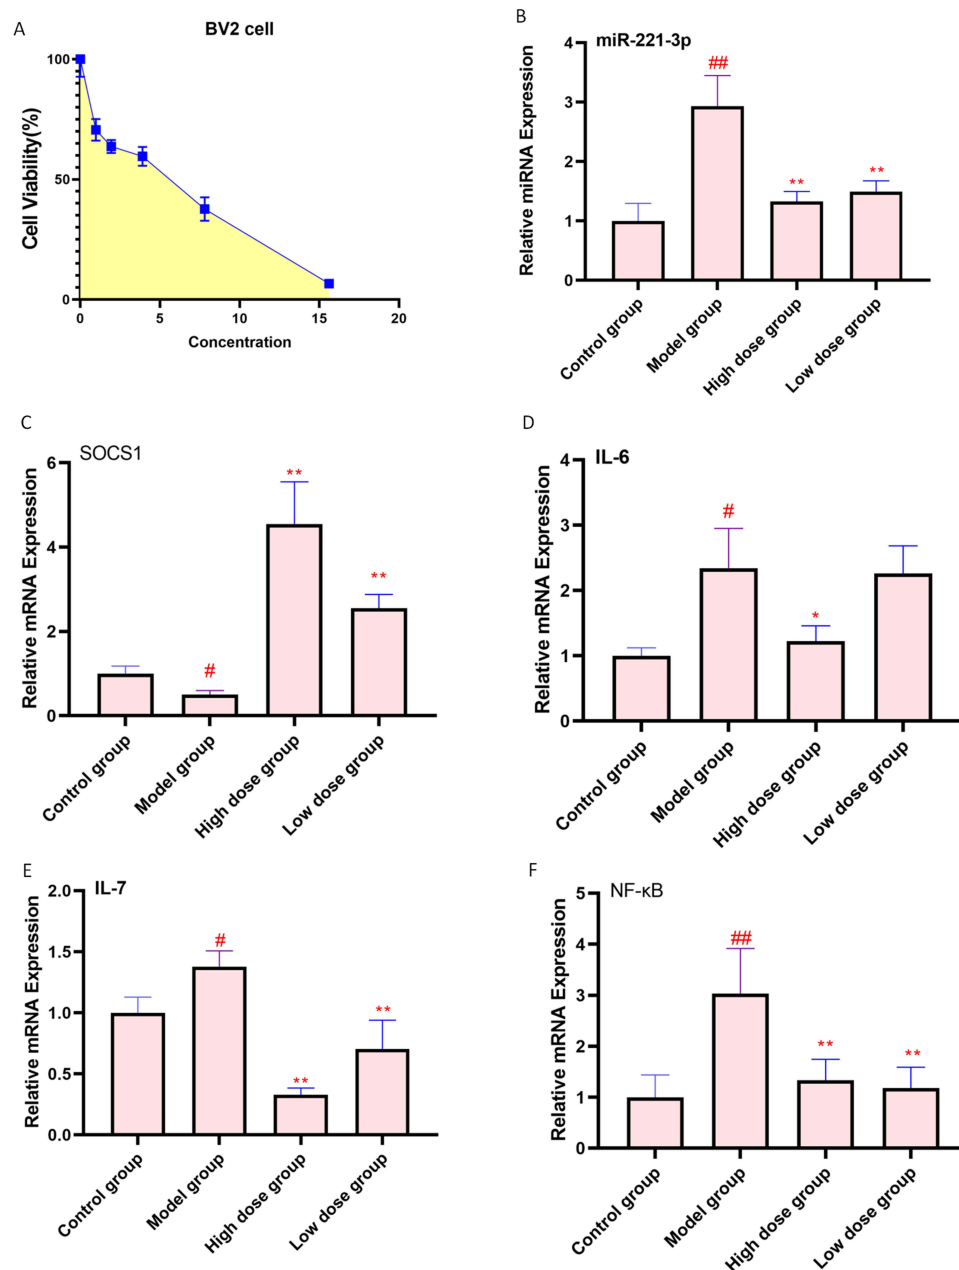 A
BV2 cell
Cell Viability(%)
100
50
0
0 5 10 15 20
Concentration
B
miR-221-3p
Relative miRNA Expression
4
3
2
1
0
##
**
**
Control group
Model group
High dose group
Low dose group
C
SOCS1
Relative mRNA Expression
6
4
2
0
#
**
**
Control group
Model group
High dose group
Low dose group
D
IL-6
Relative mRNA Expression
4
3
2
1
0
#
*
Control group
Model group
High dose group
Low dose group
E
IL-7
Relative mRNA Expression
2.0
1.5
1.0
0.5
0.0
#
**
**
Control group
Model group
High dose group
Low dose group
F
NF-κB
Relative mRNA Expression
5
4
3
2
1
0
##
**
**
Control group
Model group
High dose group
Low dose group